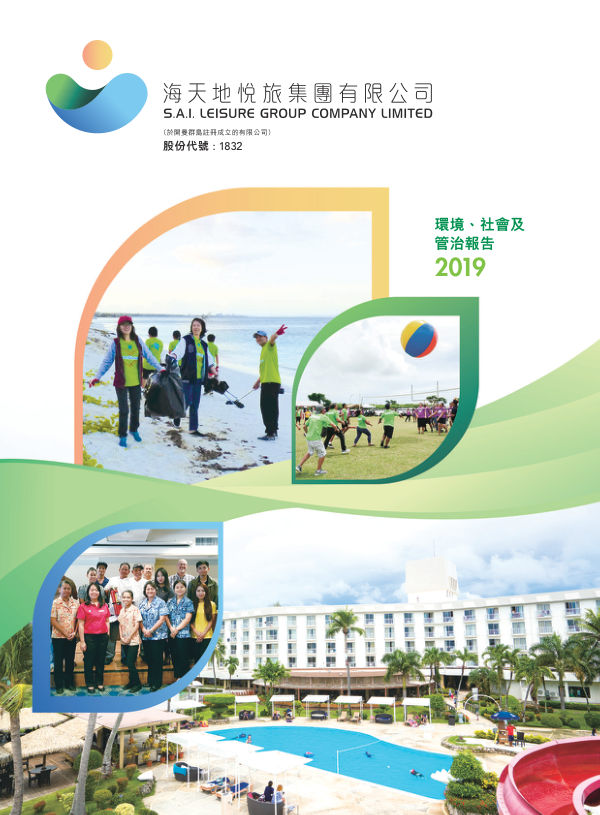 海天地悅旅集團有限公司
S.A.I. LEISURE GROUP COMPANY LIMITED
（於開曼群島註冊成立的有限公司）
股份代號：1832
環境、社會及
管治報告
2019